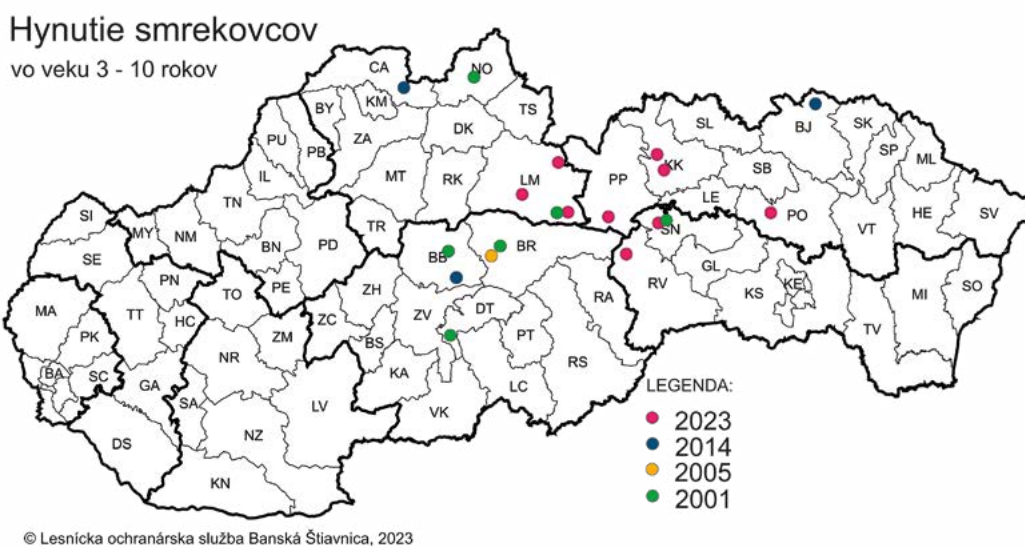 Hynutie smrekovcov
vo veku 3 - 10 rokov
CA
NO
BY
KM
TS
PU
PB
ZA
DK
SL
BJ
SK
SP
ML
IL
MT
RK
LM
PP
KK
SB
LE
TN
SI
MY
NM
BN
PD
TR
PO
VT
HE
SV
SE
BB
BR
SN
GL
PN
PE
TO
ZH
RV
KS
KE
MI
SO
MA
TT
HC
ZC
ZV
DT
RA
PK
ZM
BS
PT
TV
NR
RS
BA
SC
GA
SA
KA
LC
LV
VK
DS
NZ
KN
LEGENDA:
2023
2014
2005
2001
© Lesnícka ochranárska služba Banská Štiavnica, 2023